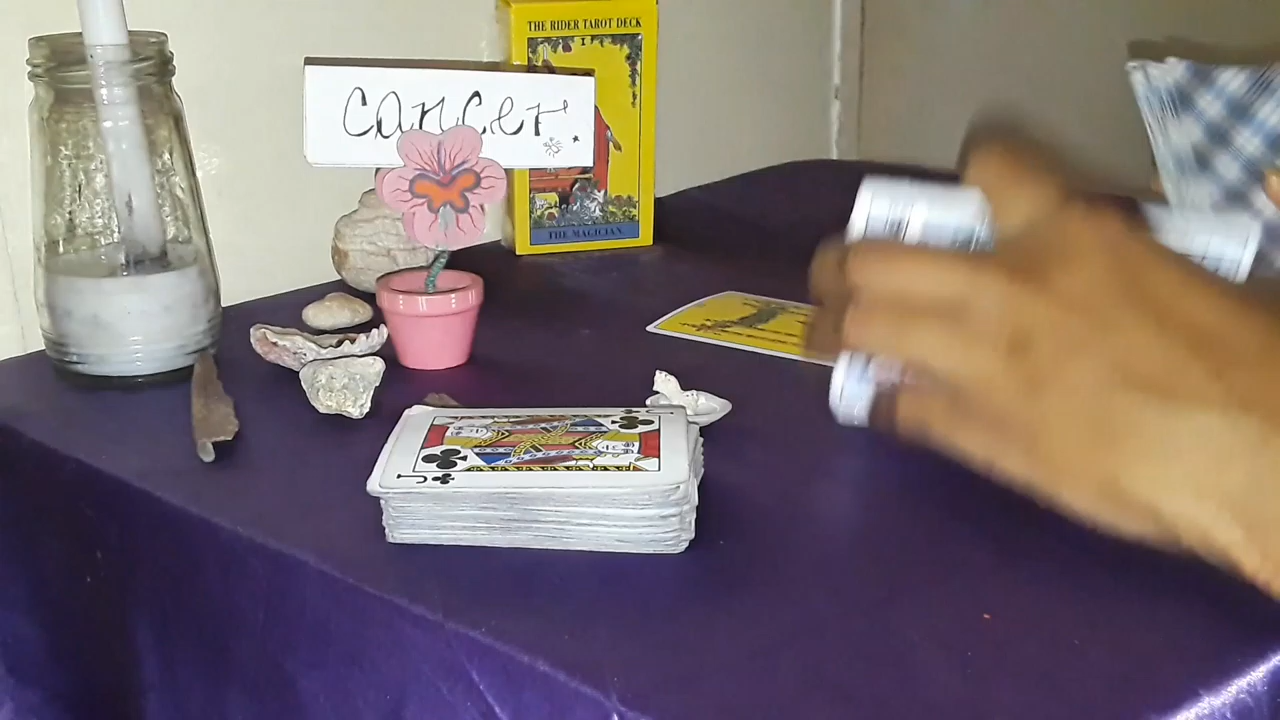 THE RIDER TAROT DECK
I
cancer
THE MAGICIAN.
J
J